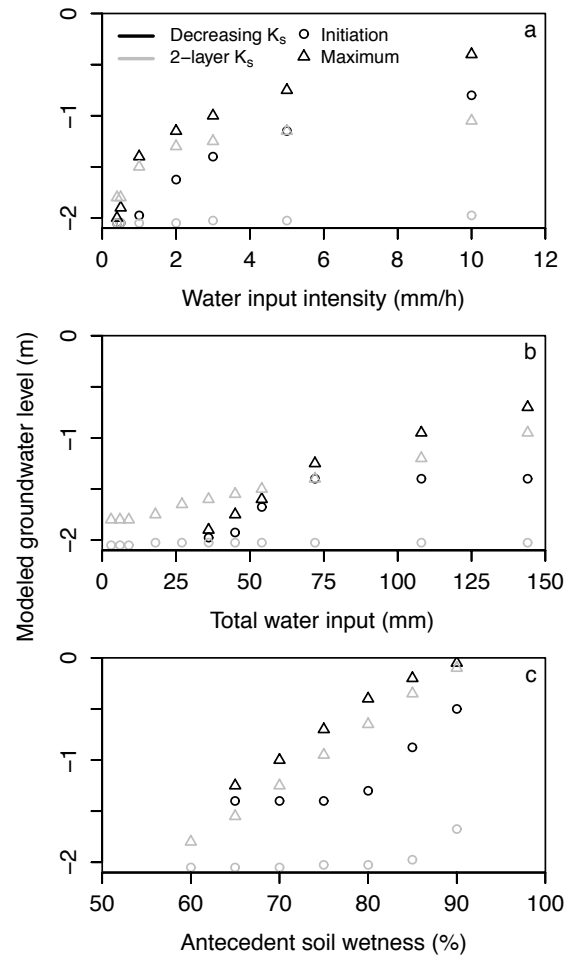 Decreasing Ks
2−layer Ks
Initiation
Maximum
a
0
−1
−2
0 2 4 6 8 10 12
Water input intensity (mm/h)
b
0
−1
−2
0 25 50 75 100 125 150
Total water input (mm)
Modeled groundwater level (m)
c
0
−1
−2
50 60 70 80 90 100
Antecedent soil wetness (%)